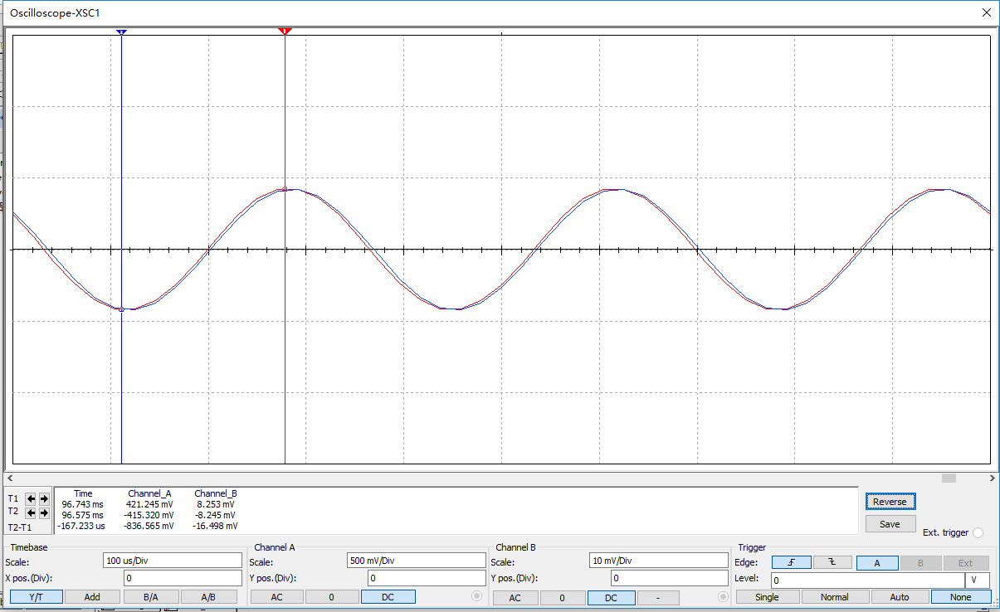 Oscilloscope-XSC1
2 1
T1
T2
T2-T1
Time Channel_A Channel_B
96.743 ms 421.245 mV 8.253 mV
96.575 ms -415.320 mV -8.245 mV
-167.233 us -836.565 mV -16.498 mV
Reverse
Save
Ext. trigger
Timebase
Scale: 100 us/Div
X pos.(Div): 0
Y/T Add B/A A/B
Channel A
Scale: 500 mV/Div
Y pos.(Div): 0
AC 0 DC
Channel B
Scale: 10 mV/Div
Y pos.(Div): 0
AC 0 DC -
Trigger
Edge: A B Ext
Level: 0 V
Single Normal Auto None